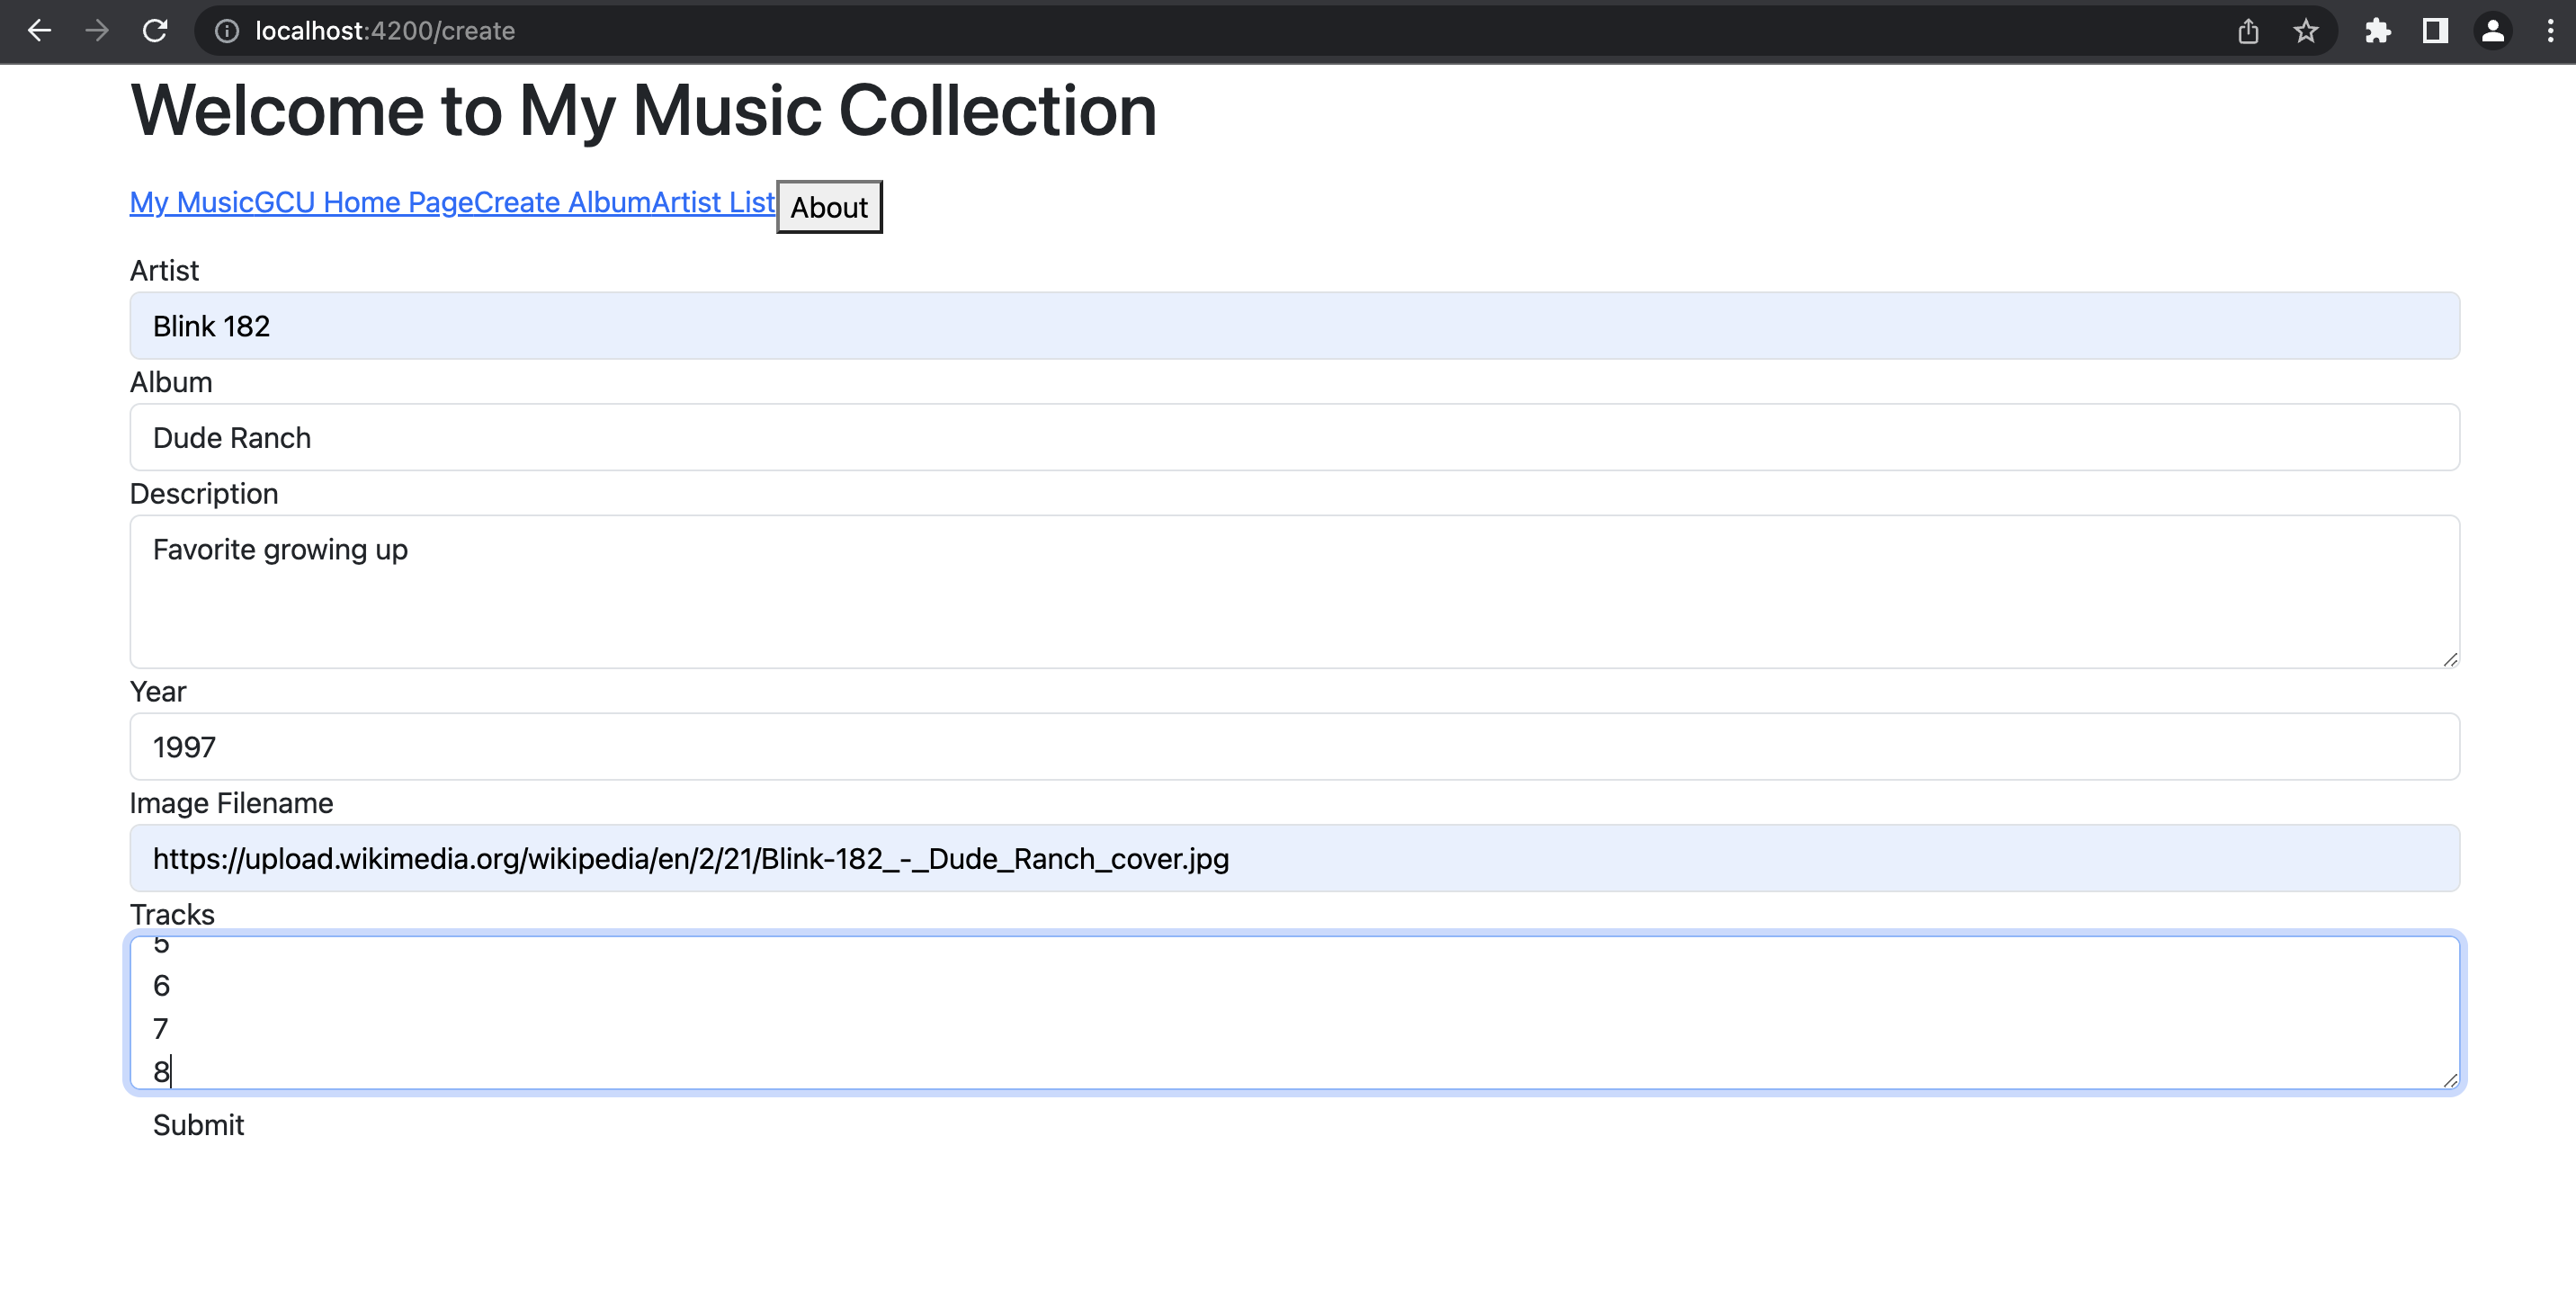 localhost:4200/create
Welcome to My Music Collection
My MusicGCU Home PageCreate AlbumArtist List About
Artist
Blink 182
Album
Dude Ranch
Description
Favorite growing up
Year
1997
Image Filename
https://upload.wikimedia.org/wikipedia/en/2/21/Blink-182_-_Dude_Ranch_cover.jpg
Tracks
5
6
7
8
Submit